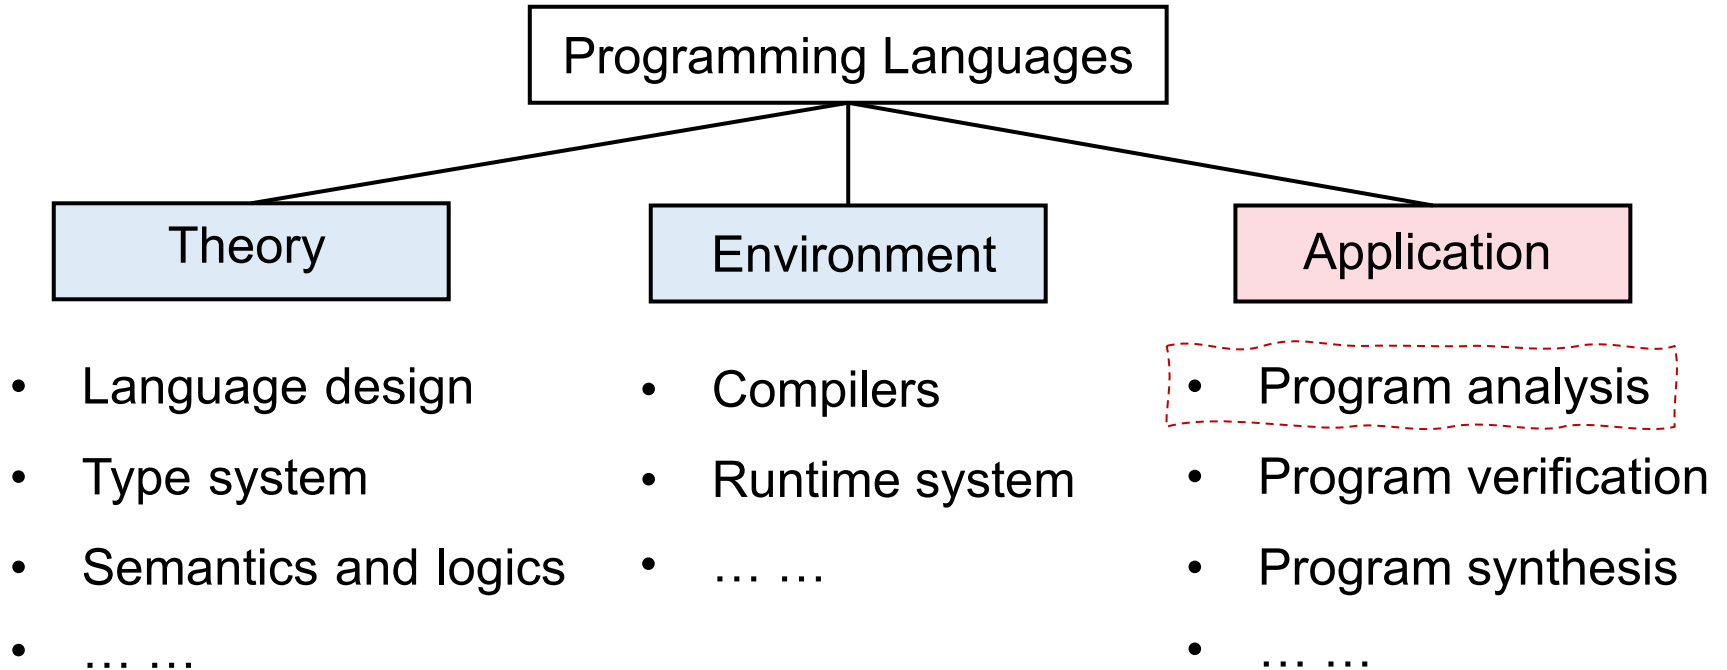 Programming Languages
Theory
• Language design
• Type system
• Semantics and logics
• … …
Environment
• Compilers
• Runtime system
• … …
Application
• Program analysis
• Program verification
• Program synthesis
• … …